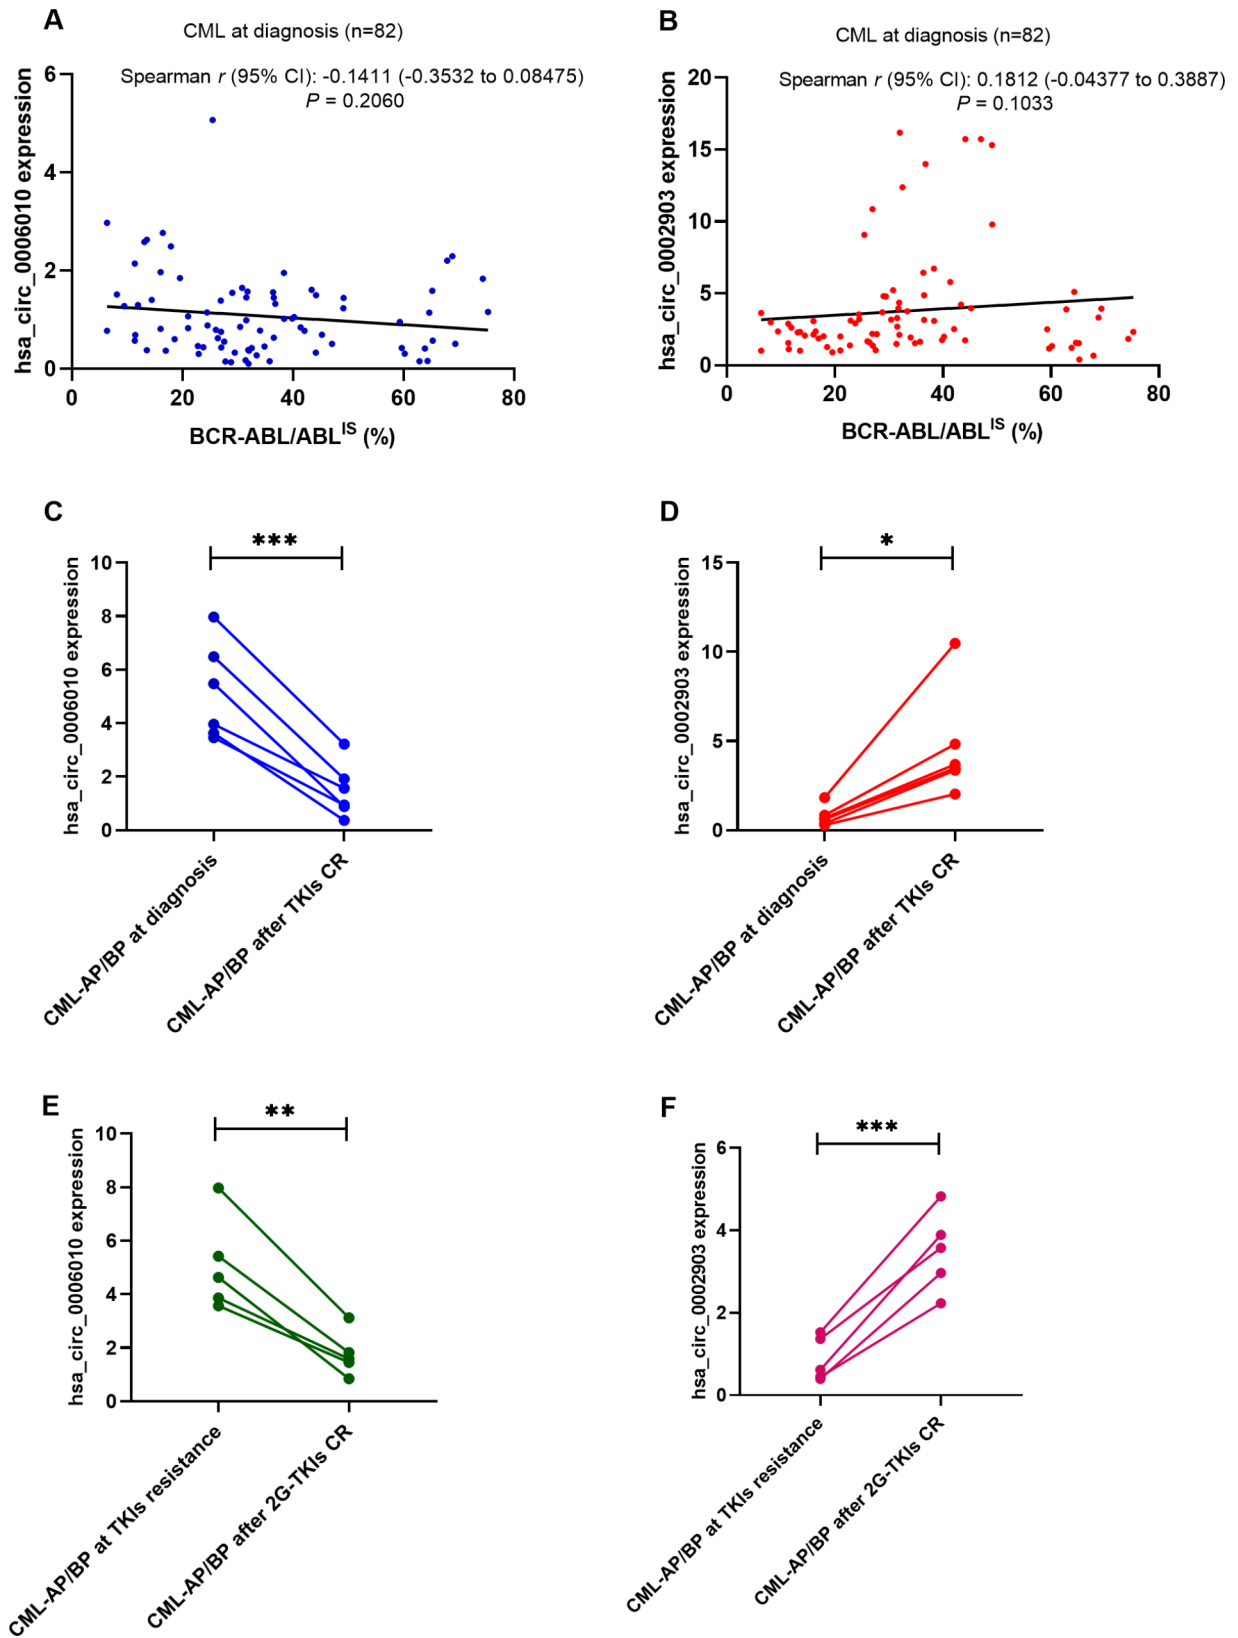 A
CML at diagnosis (n=82)
Spearman r (95% CI): -0.1411 (-0.3532 to 0.08475)
P = 0.2060
hsa_circ_0006010 expression
6
4
2
0
0
20
40
60
80
BCR-ABL/ABL^IS (%)
B
CML at diagnosis (n=82)
Spearman r (95% CI): 0.1812 (-0.04377 to 0.3887)
P = 0.1033
hsa_circ_0002903 expression
20
15
10
5
0
0
20
40
60
80
BCR-ABL/ABL^IS (%)
C
***
hsa_circ_0006010 expression
10
8
6
4
2
0
CML-AP/BP at diagnosis
CML-AP/BP after TKIs CR
D
*
hsa_circ_0002903 expression
15
10
5
0
CML-AP/BP at diagnosis
CML-AP/BP after TKIs CR
E
**
hsa_circ_0006010 expression
10
8
6
4
2
0
CML-AP/BP at TKIs resistance
CML-AP/BP after 2G-TKIs CR
F
***
hsa_circ_0002903 expression
6
4
2
0
CML-AP/BP at TKIs resistance
CML-AP/BP after 2G-TKIs CR